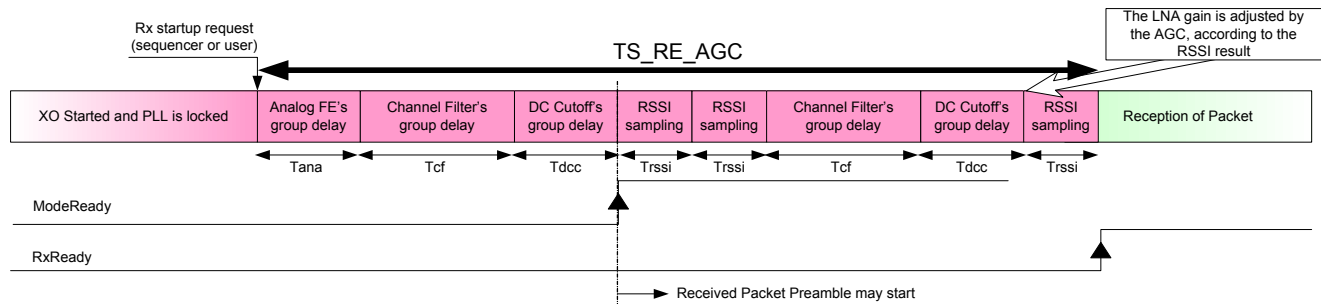 Rx startup request
(sequencer or user)
The LNA gain is adjusted by
the AGC, according to the
RSSI result
TS_RE_AGC
XO Started and PLL is locked
Analog FE's
group delay
Channel Filter's
group delay
DC Cutoff's
group delay
RSSI
sampling
RSSI
sampling
Channel Filter's
group delay
DC Cutoff's
group delay
RSSI
sampling
Reception of Packet
Tana
Tcf
Tdcc
Trssi
Trssi
Tcf
Tdcc
Trssi
ModeReady
RxReady
Received Packet Preamble may start